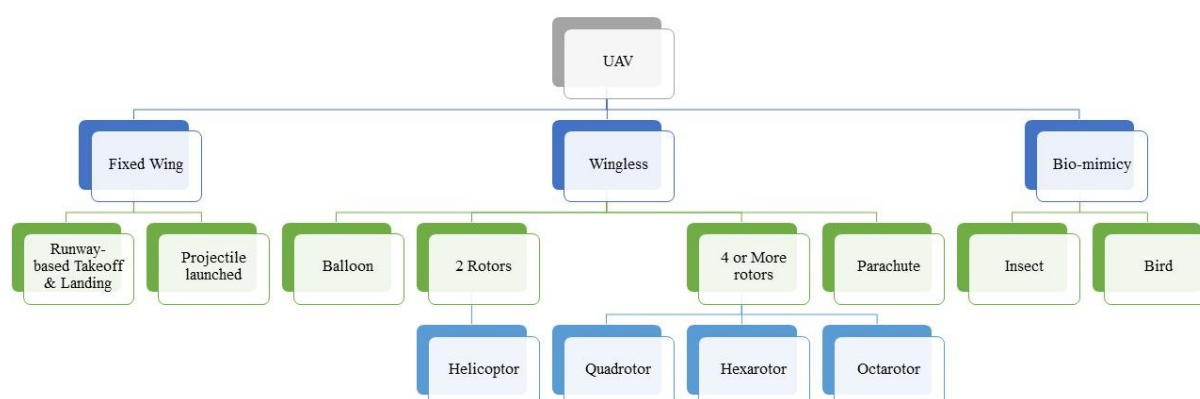 UAV
Fixed Wing
Wingless
Bio-mimicy
Runway-
based Takeoff
& Landing
Projectile
launched
Balloon
2 Rotors
4 or More
rotors
Parachute
Insect
Bird
Helicoptor
Quadrotor
Hexarotor
Octarotor